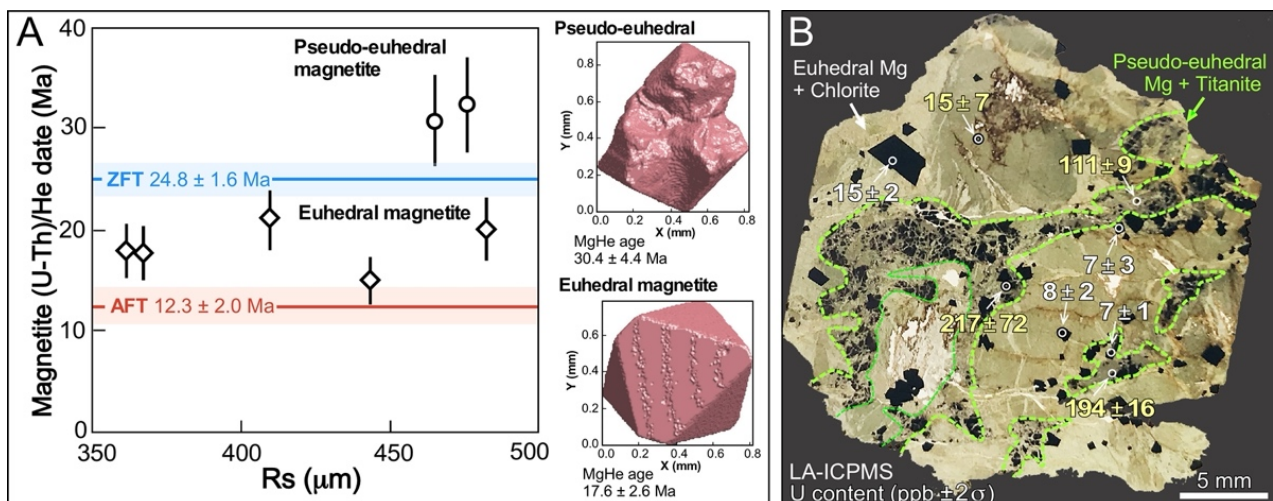 A
40
30
20
10
0
Magnetite (U-Th)/He date (Ma)
350
400
450
500
Rs (μm)
Pseudo-euhedral
magnetite
ZFT 24.8 ± 1.6 Ma
Euhedral magnetite
AFT 12.3 ± 2.0 Ma
Pseudo-euhedral
Y (mm)
0.8
0.6
0.4
0.2
0.0
0.0 0.5 1.0
X (mm)
MgHe age
30.4 ± 4.4 Ma
Euhedral magnetite
Y (mm)
0.8
0.6
0.4
0.2
0.0
0.0 0.2 0.4 0.6 0.8
X (mm)
MgHe age
17.6 ± 2.6 Ma
B
Euhedral Mg
+ Chlorite
Pseudo-euhedral
Mg + Titanite
15 ± 7
111 ± 9
15 ± 2
7 ± 3
8 ± 2
7 ± 1
217 ± 72
194 ± 16
LA-ICPMS
U content (ppb ± 2σ)
5 mm